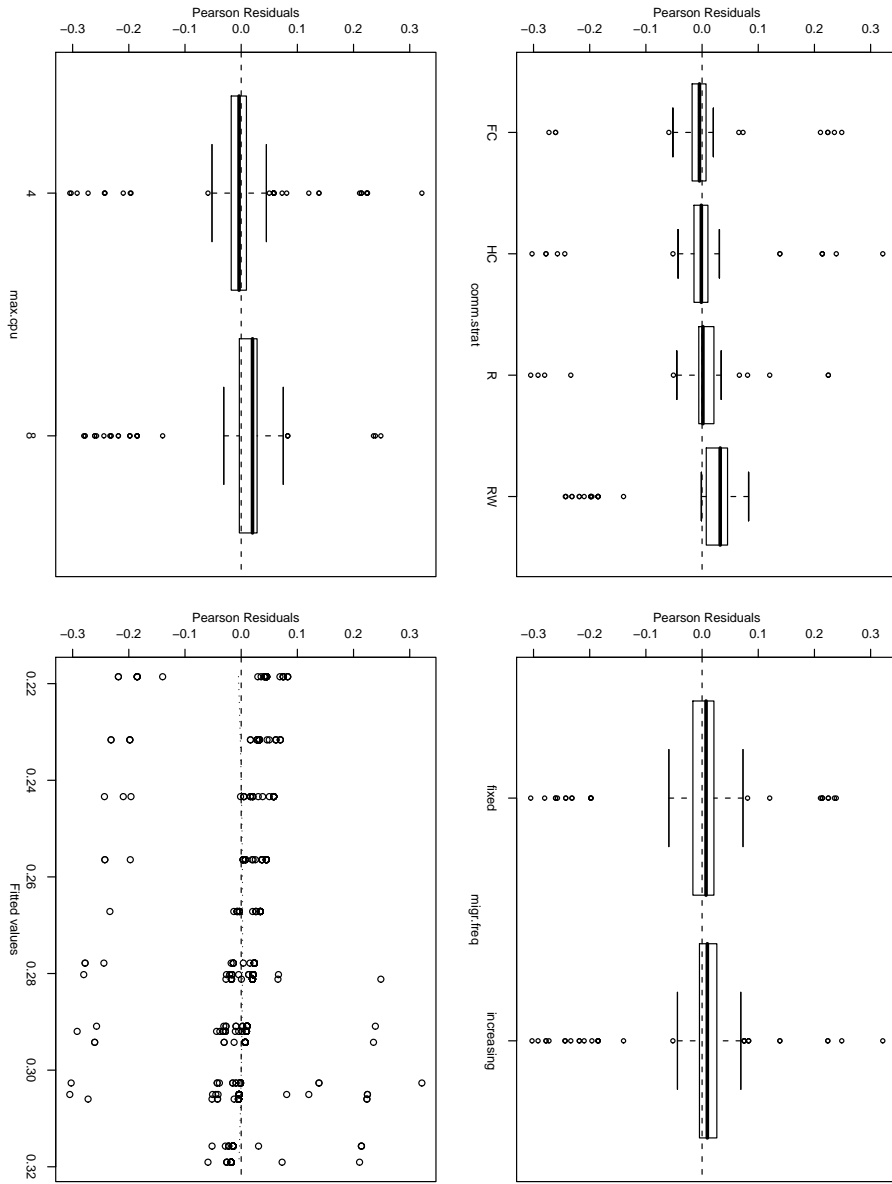 Pearson Residuals
−0.3 −0.2 −0.1 0.0 0.1 0.2 0.3
4
8
max.cpu
Pearson Residuals
−0.3 −0.2 −0.1 0.0 0.1 0.2 0.3
FC
HC
R
RW
comm.strat
Pearson Residuals
−0.3 −0.2 −0.1 0.0 0.1 0.2 0.3
0.22
0.24
0.26
0.28
0.30
0.32
Fitted values
Pearson Residuals
−0.3 −0.2 −0.1 0.0 0.1 0.2 0.3
fixed
increasing
migr.freq